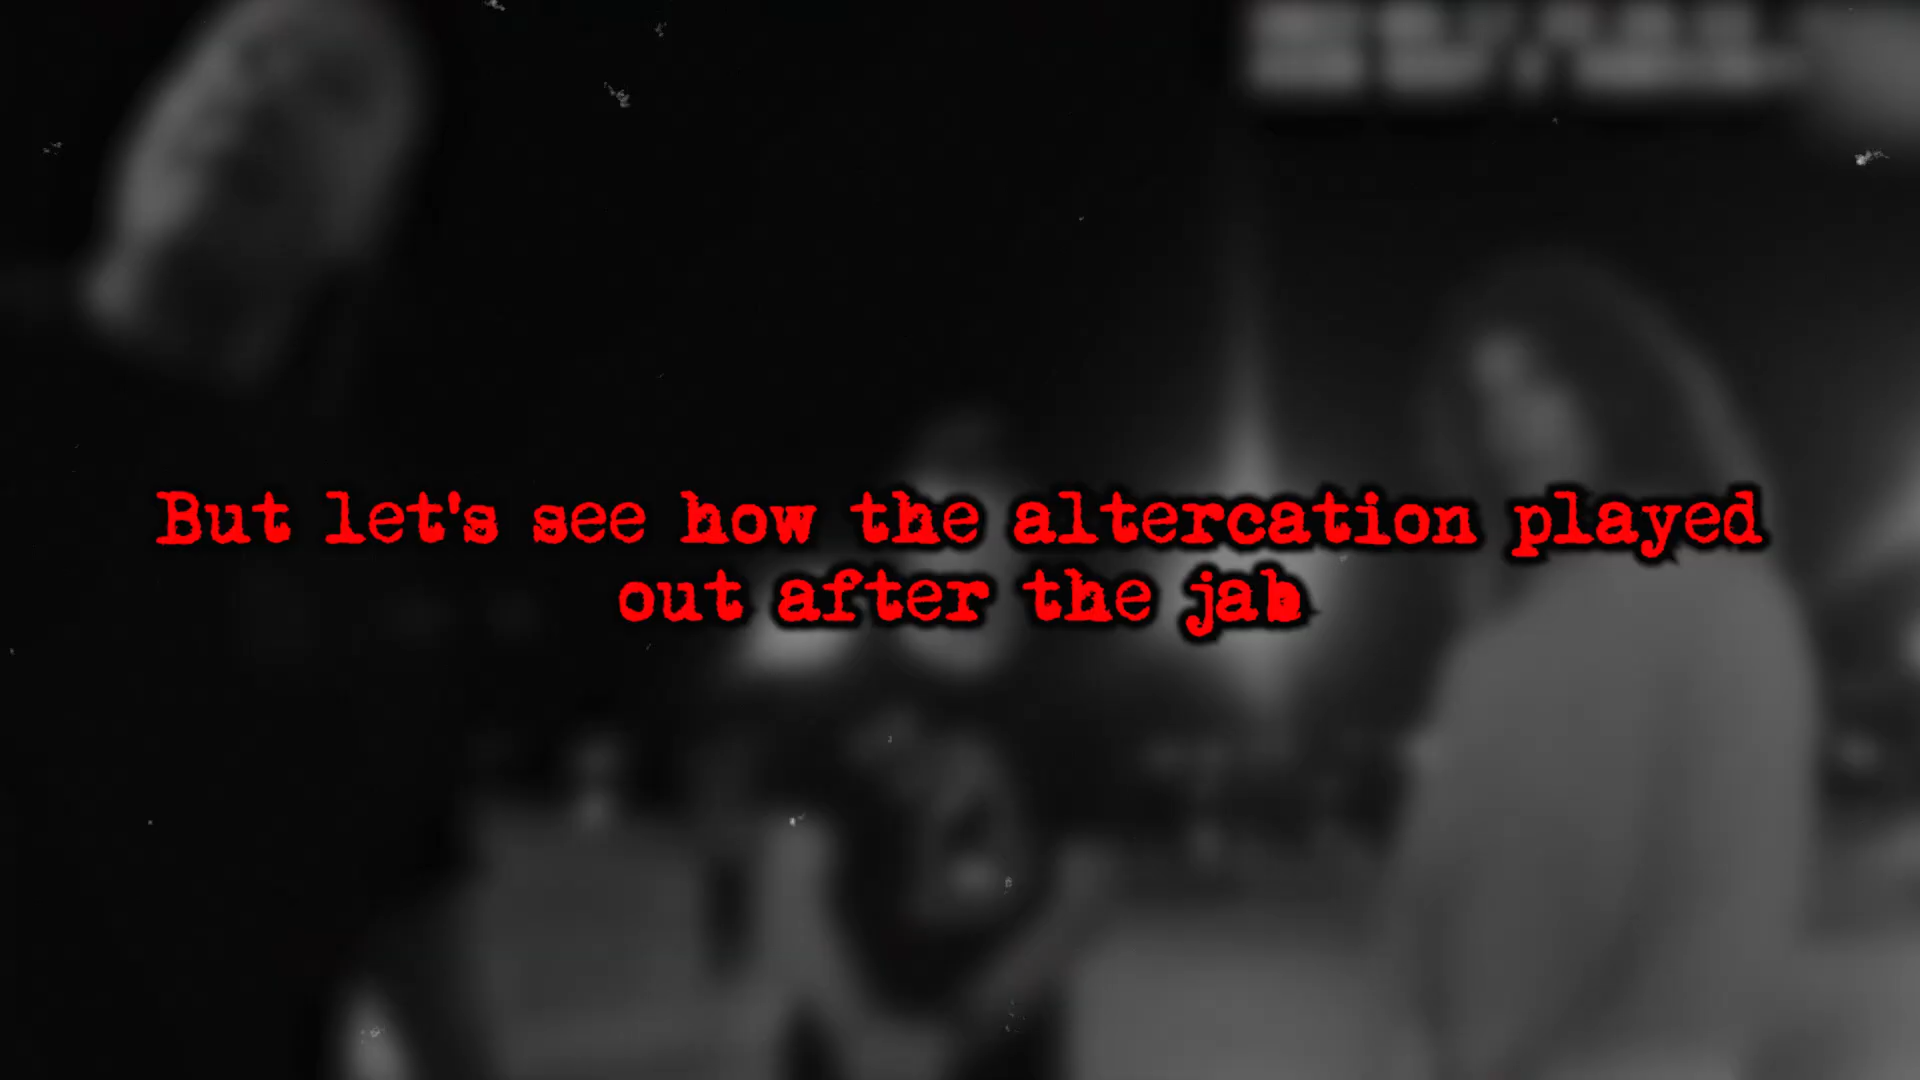 But let's see how the altercation played
out after the jab